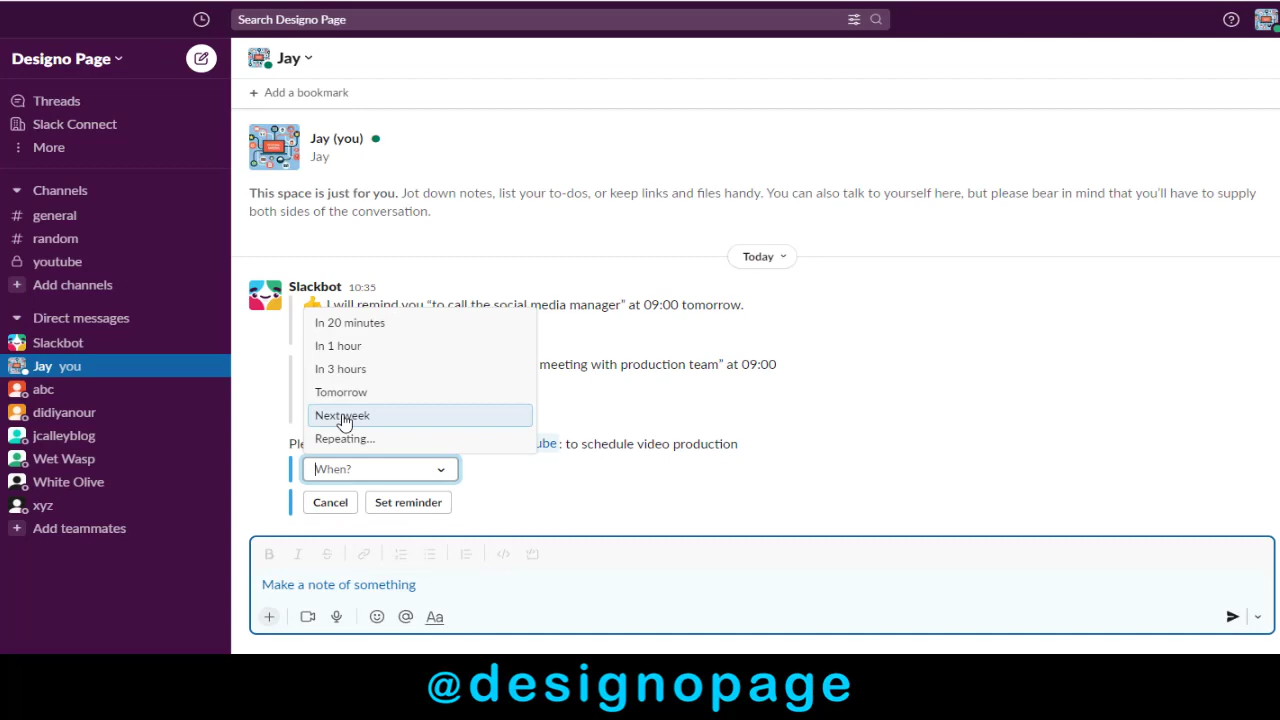 Search Designo Page
Designo Page
Threads
Slack Connect
More
Channels
# general
# random
youtube
+ Add channels
Direct messages
Slackbot
Jay you
abc
didiyanour
jcalleyblog
Wet Wasp
White Olive
xyz
+ Add teammates
Jay
+ Add a bookmark
Jay (you)
Jay
This space is just for you. Jot down notes, list your to-dos, or keep links and files handy. You can also talk to yourself here, but please bear in mind that you'll have to supply
both sides of the conversation.
Today
Slackbot 10:35
I will remind you “to call the social media manager” at 09:00 tomorrow.
In 20 minutes
In 1 hour
meeting with production team” at 09:00
In 3 hours
Tomorrow
Next week
Repeating...
: to schedule video production
When?
Cancel
Set reminder
B I S
Make a note of something
+ @ Aa
@designopage